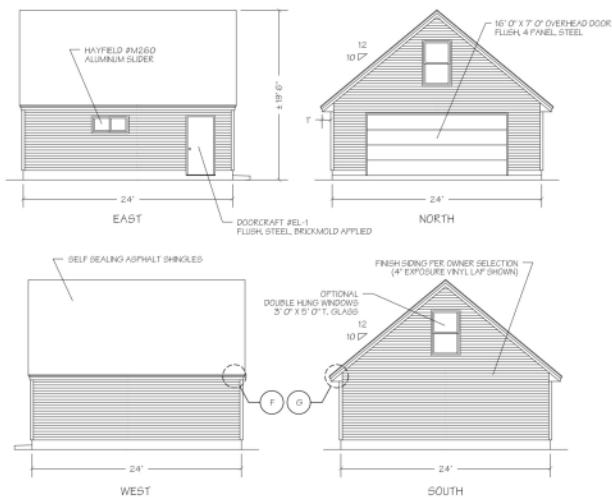 HAYFIELD #M260
ALUMINUM SLIDER
± 19' 6"
24'
EAST
DOORCRAFT #EL-1
FLUSH, STEEL, BRICKMOLD APPLIED
16' 0" X 7' 0" OVERHEAD DOOR
FLUSH, 4 PANEL, STEEL
12
10
1'
24'
NORTH
SELF SEALING ASPHALT SHINGLES
F
24'
WEST
FINISH SIDING PER OWNER SELECTION
(4" EXPOSURE VINYL LAP SHOWN)
OPTIONAL
DOUBLE HUNG WINDOWS
3' 0" X 5' 0" T. GLASS
12
10
G
24'
SOUTH